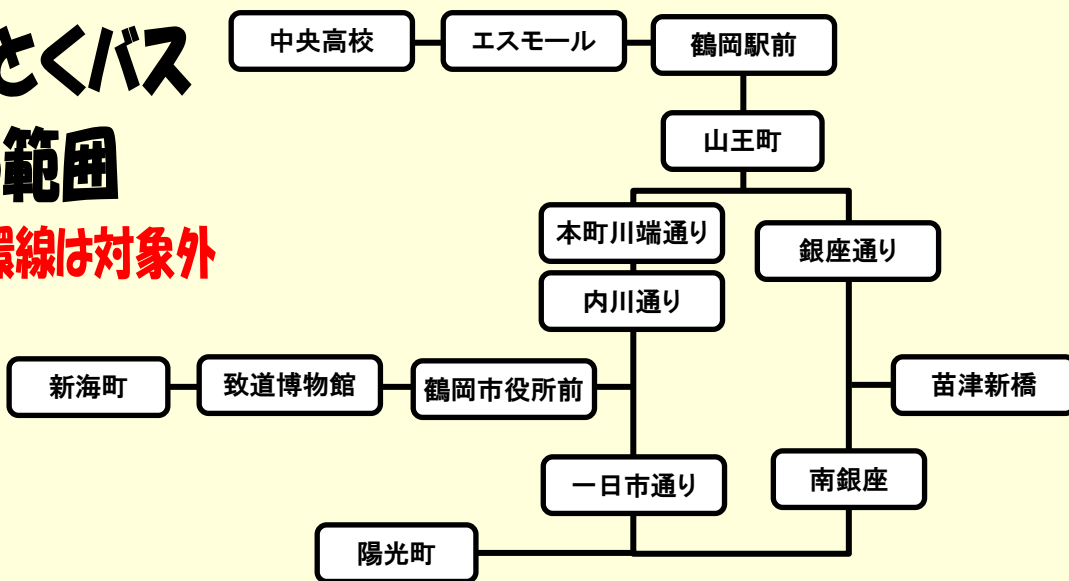 とくバス
範囲
環線は対象外
中央高校
エスモール
鶴岡駅前
山王町
本町川端通り
銀座通り
内川通り
新海町
致道博物館
鶴岡市役所前
苗津新橋
一日市通り
南銀座
陽光町